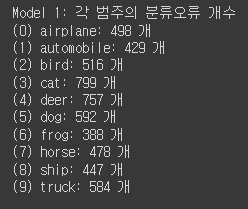 Model 1: 각 범주의 분류오류 개수
(0) airplane: 498 개
(1) automobile: 429 개
(2) bird: 516 개
(3) cat: 799 개
(4) deer: 757 개
(5) dog: 592 개
(6) frog: 388 개
(7) horse: 478 개
(8) ship: 447 개
(9) truck: 584 개